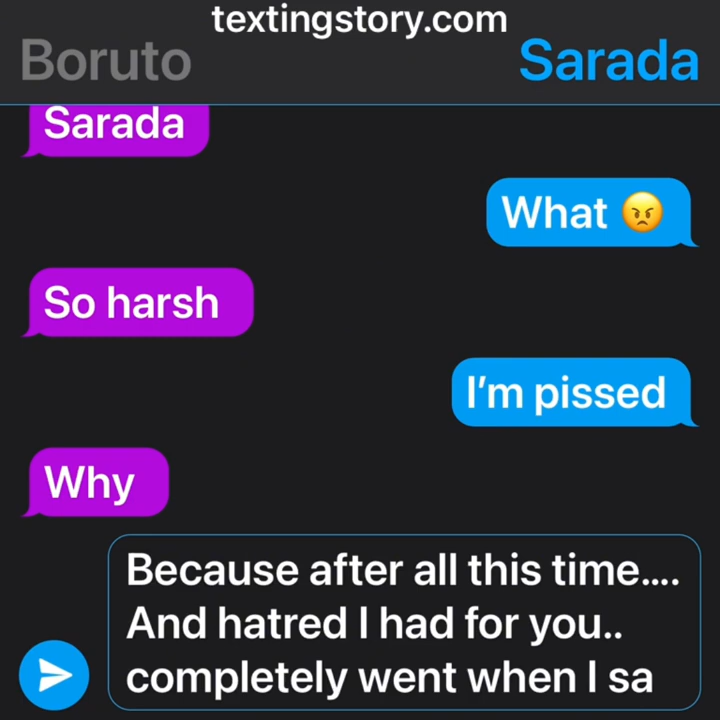 textingstory.com
Boruto
Sarada
Sarada
What 😠
So harsh
I'm pissed
Why
Because after all this time....
And hatred I had for you..
completely went when I sa